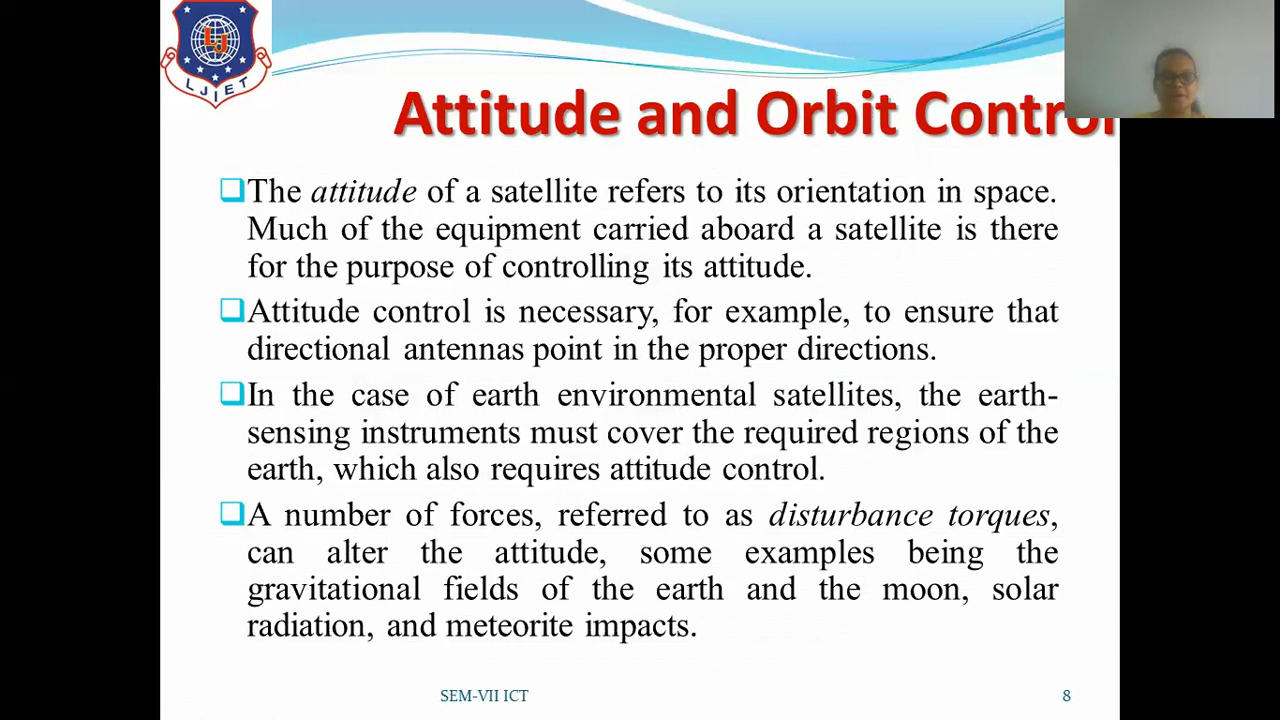 LJ
LJIET
Attitude and Orbit Control
❑The attitude of a satellite refers to its orientation in space.
Much of the equipment carried aboard a satellite is there
for the purpose of controlling its attitude.
❑Attitude control is necessary, for example, to ensure that
directional antennas point in the proper directions.
❑In the case of earth environmental satellites, the earth-
sensing instruments must cover the required regions of the
earth, which also requires attitude control.
❑A number of forces, referred to as disturbance torques,
can alter the attitude, some examples being the
gravitational fields of the earth and the moon, solar
radiation, and meteorite impacts.
SEM-VII ICT
8